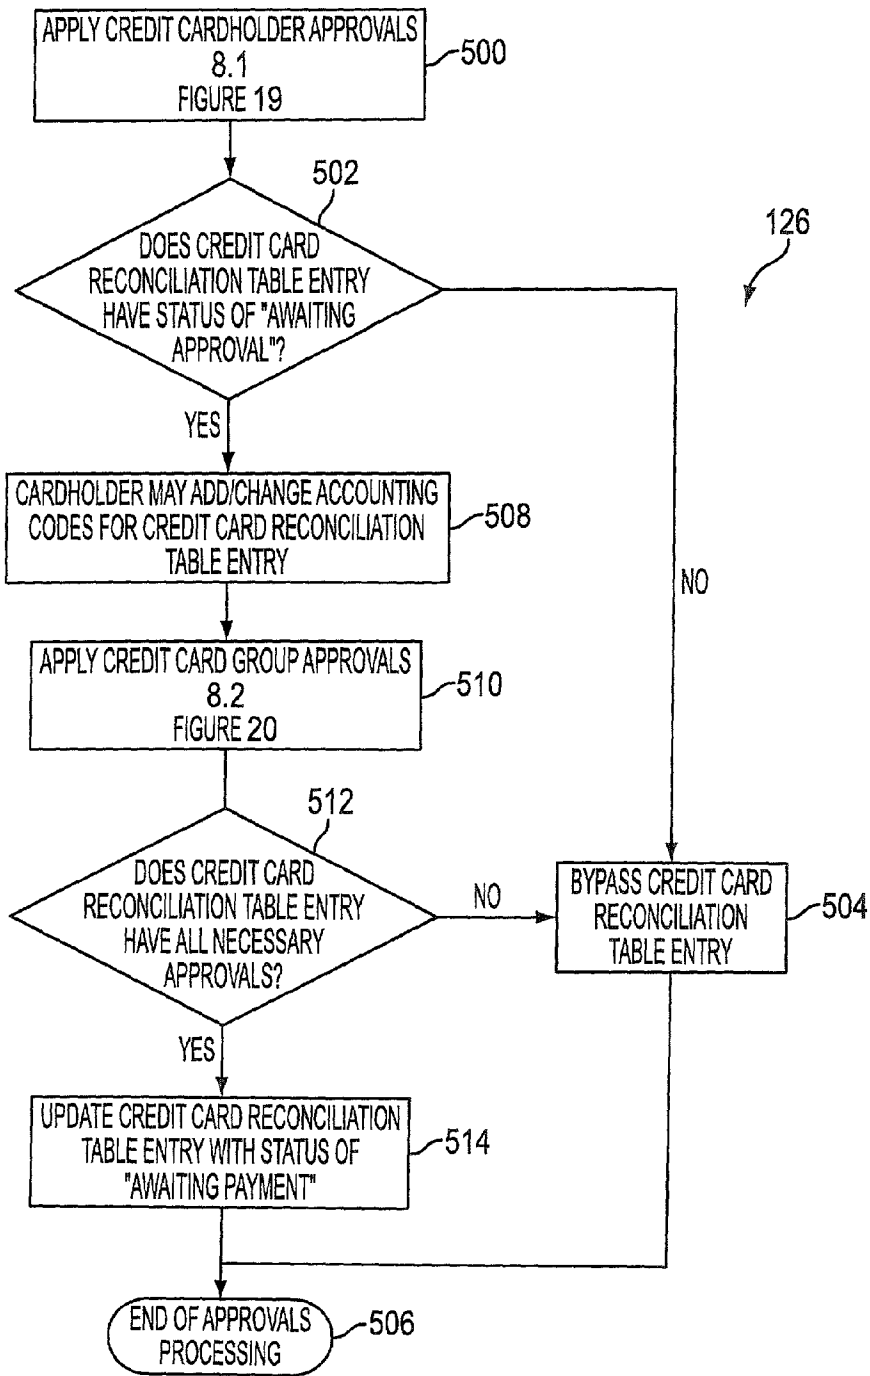 APPLY CREDIT CARDHOLDER APPROVALS
8.1
FIGURE 19
500
502
DOES CREDIT CARD
RECONCILIATION TABLE ENTRY
HAVE STATUS OF "AWAITING
APPROVAL"?
126
YES
CARDHOLDER MAY ADD/CHANGE ACCOUNTING
CODES FOR CREDIT CARD RECONCILIATION
TABLE ENTRY
508
NO
APPLY CREDIT CARD GROUP APPROVALS
8.2
FIGURE 20
510
512
DOES CREDIT CARD
RECONCILIATION TABLE ENTRY
HAVE ALL NECESSARY
APPROVALS?
NO
BYPASS CREDIT CARD
RECONCILIATION
TABLE ENTRY
504
YES
UPDATE CREDIT CARD RECONCILIATION
TABLE ENTRY WITH STATUS OF
"AWAITING PAYMENT"
514
END OF APPROVALS
PROCESSING
506